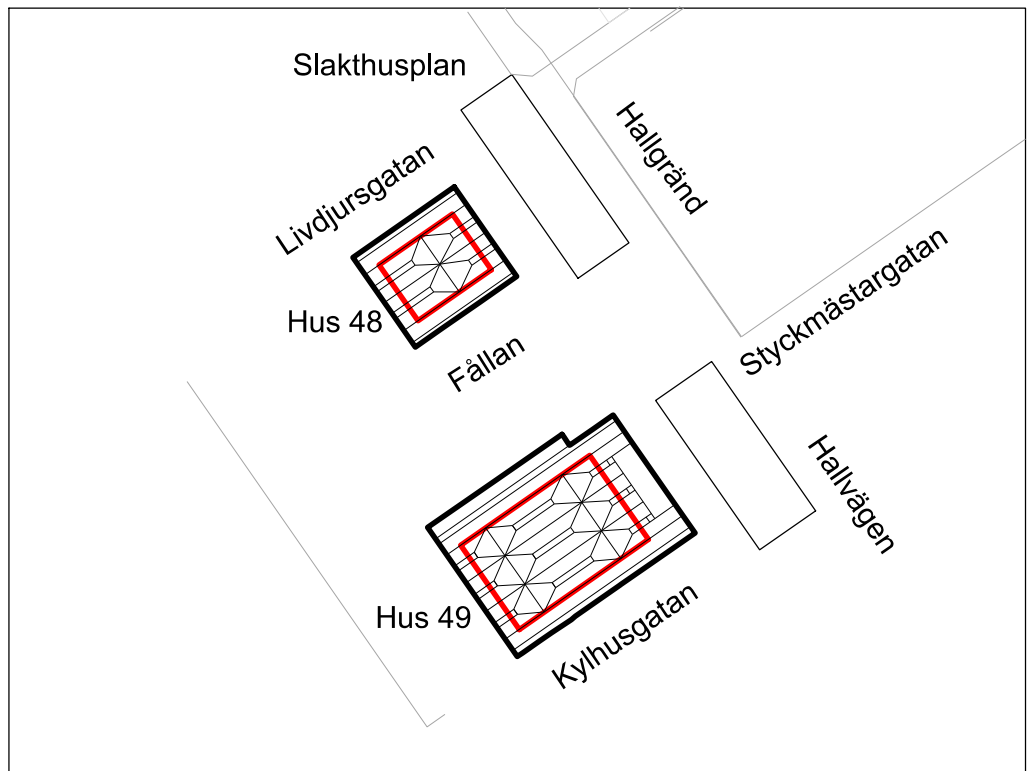 Slakthusplan
Hallgränd
Livdjursgatan
Hus 48
Fållan
Styckmästargatan
Hallvägen
Hus 49
Kylhusgatan